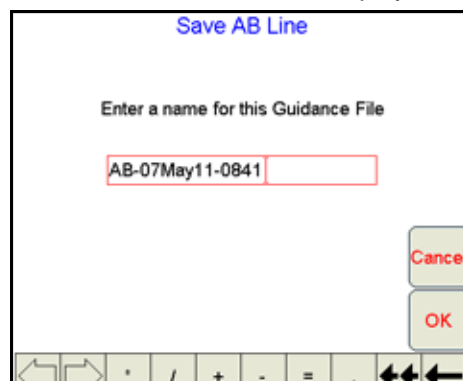 Save AB Line
Enter a name for this Guidance File
AB-07May11-0841
Cance
OK
/ + - =